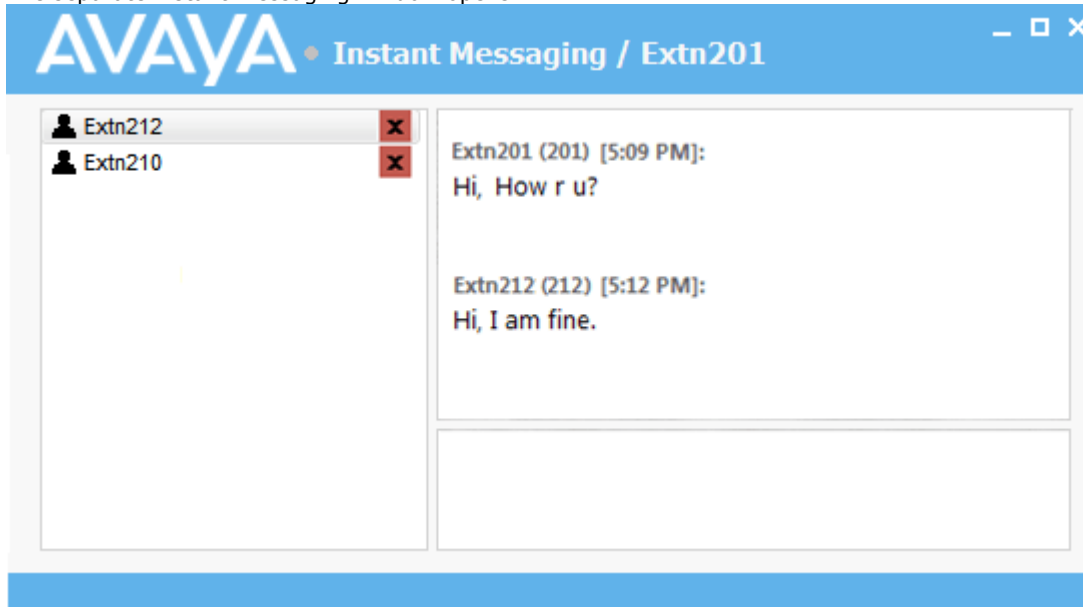 AVAYA Instant Messaging / Extn201
Extn212
Extn210
Extn201 (201) [5:09 PM]:
Hi, How r u?
Extn212 (212) [5:12 PM]:
Hi, I am fine.